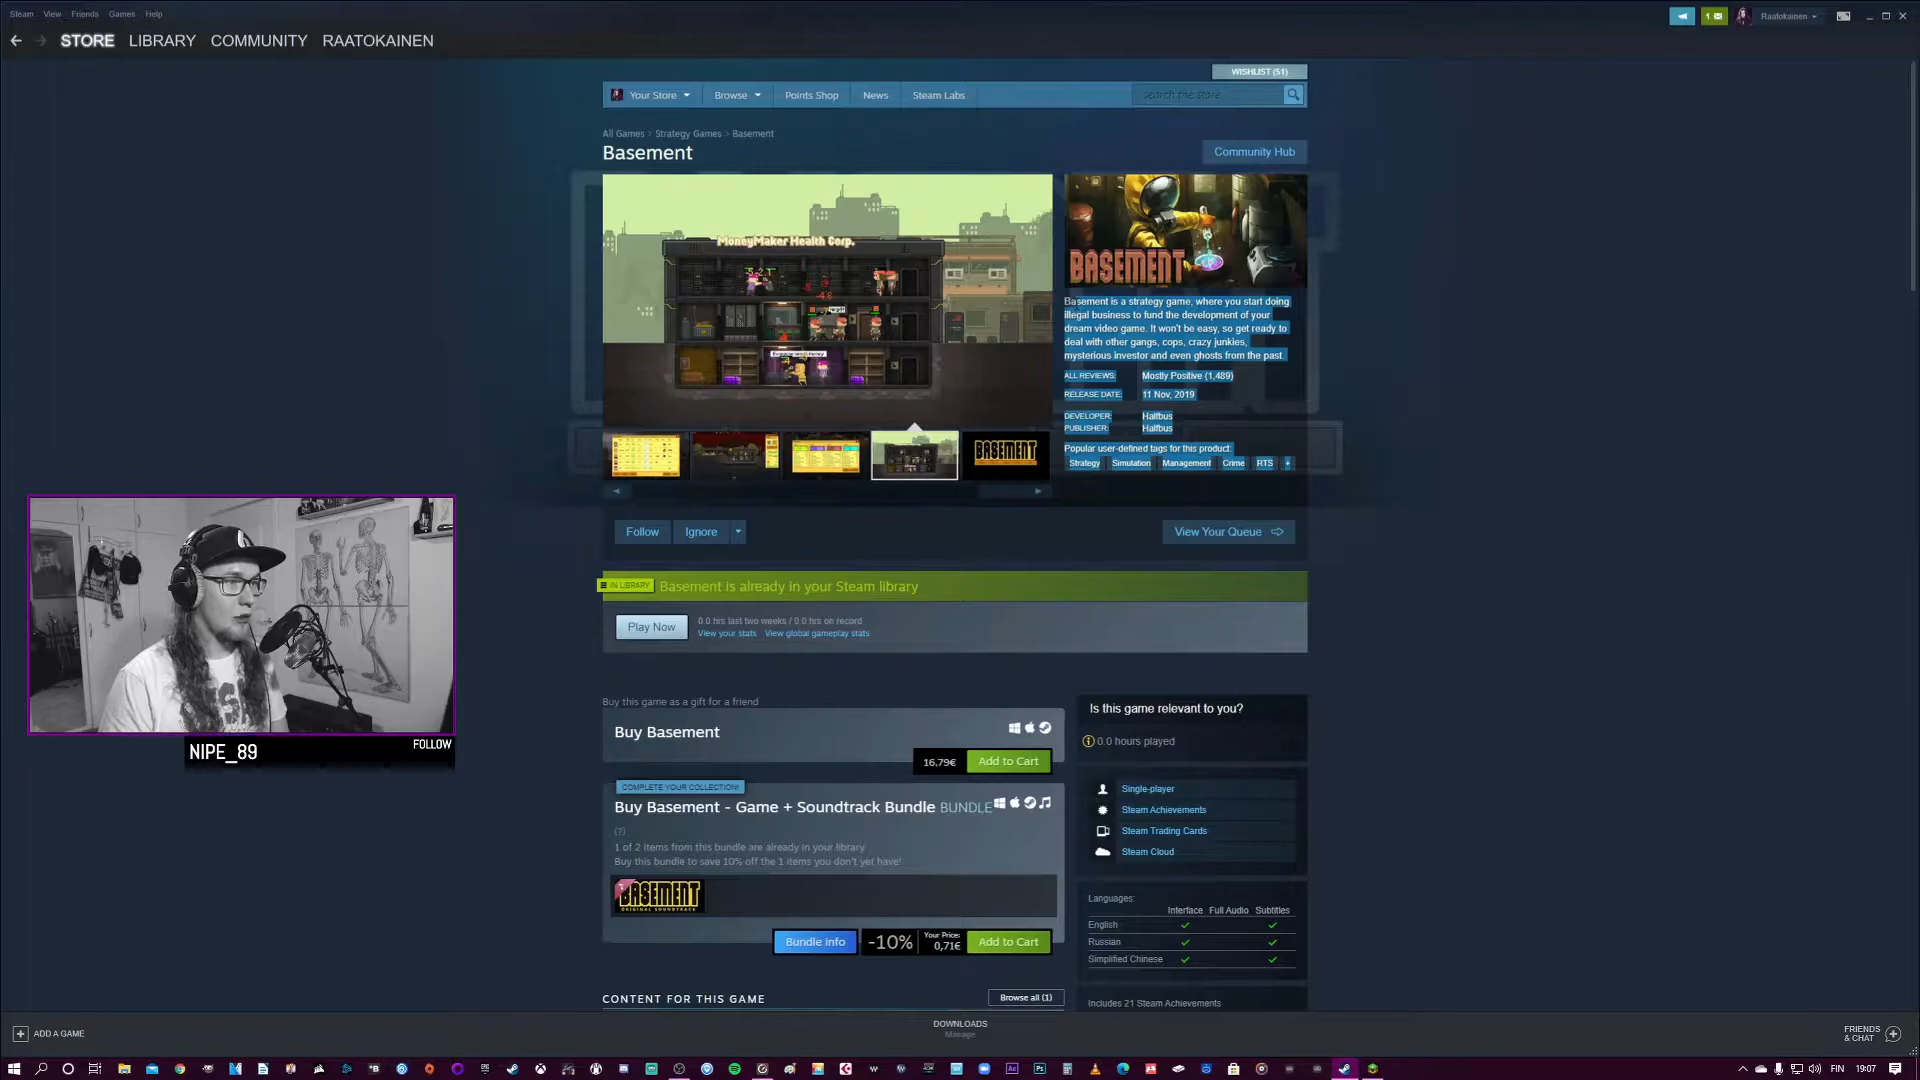 Steam View Friends Games Help
1
Raatokainen
STORE LIBRARY COMMUNITY RAATOKAINEN
WISHLIST (51)
Your Store Browse Points Shop News Steam Labs
search the store
All Games > Strategy Games > Basement
Basement
Community Hub
MoneyMaker Health Corp.
BASEMENT
Basement is a strategy game, where you start doing
illegal business to fund the development of your
dream video game. It won't be easy, so get ready to
deal with other gangs, cops, crazy junkies,
mysterious investor and even ghosts from the past.
ALL REVIEWS: Mostly Positive (1,489)
RELEASE DATE: 11 Nov, 2019
DEVELOPER: Halfbus
PUBLISHER: Halfbus
Popular user-defined tags for this product:
Strategy Simulation Management Crime RTS +
BASEMENT
Follow Ignore
View Your Queue
IN LIBRARY Basement is already in your Steam library
Play Now
0.0 hrs last two weeks / 0.0 hrs on record
View your stats View global gameplay stats
NIPE_89
FOLLOW
Buy this game as a gift for a friend
Buy Basement
16,79€ Add to Cart
COMPLETE YOUR COLLECTION!
Buy Basement - Game + Soundtrack Bundle BUNDLE
(?)
1 of 2 items from this bundle are already in your library
Buy this bundle to save 10% off the 1 items you don't yet have!
BASEMENT
ORIGINAL SOUNDTRACK
Bundle info -10% Your Price: 0,71€ Add to Cart
CONTENT FOR THIS GAME Browse all (1)
Is this game relevant to you?
0.0 hours played
Single-player
Steam Achievements
Steam Trading Cards
Steam Cloud
Languages:
Interface Full Audio Subtitles
English
Russian
Simplified Chinese
Includes 21 Steam Achievements
ADD A GAME
DOWNLOADS
Manage
FRIENDS
& CHAT
FIN 19:07